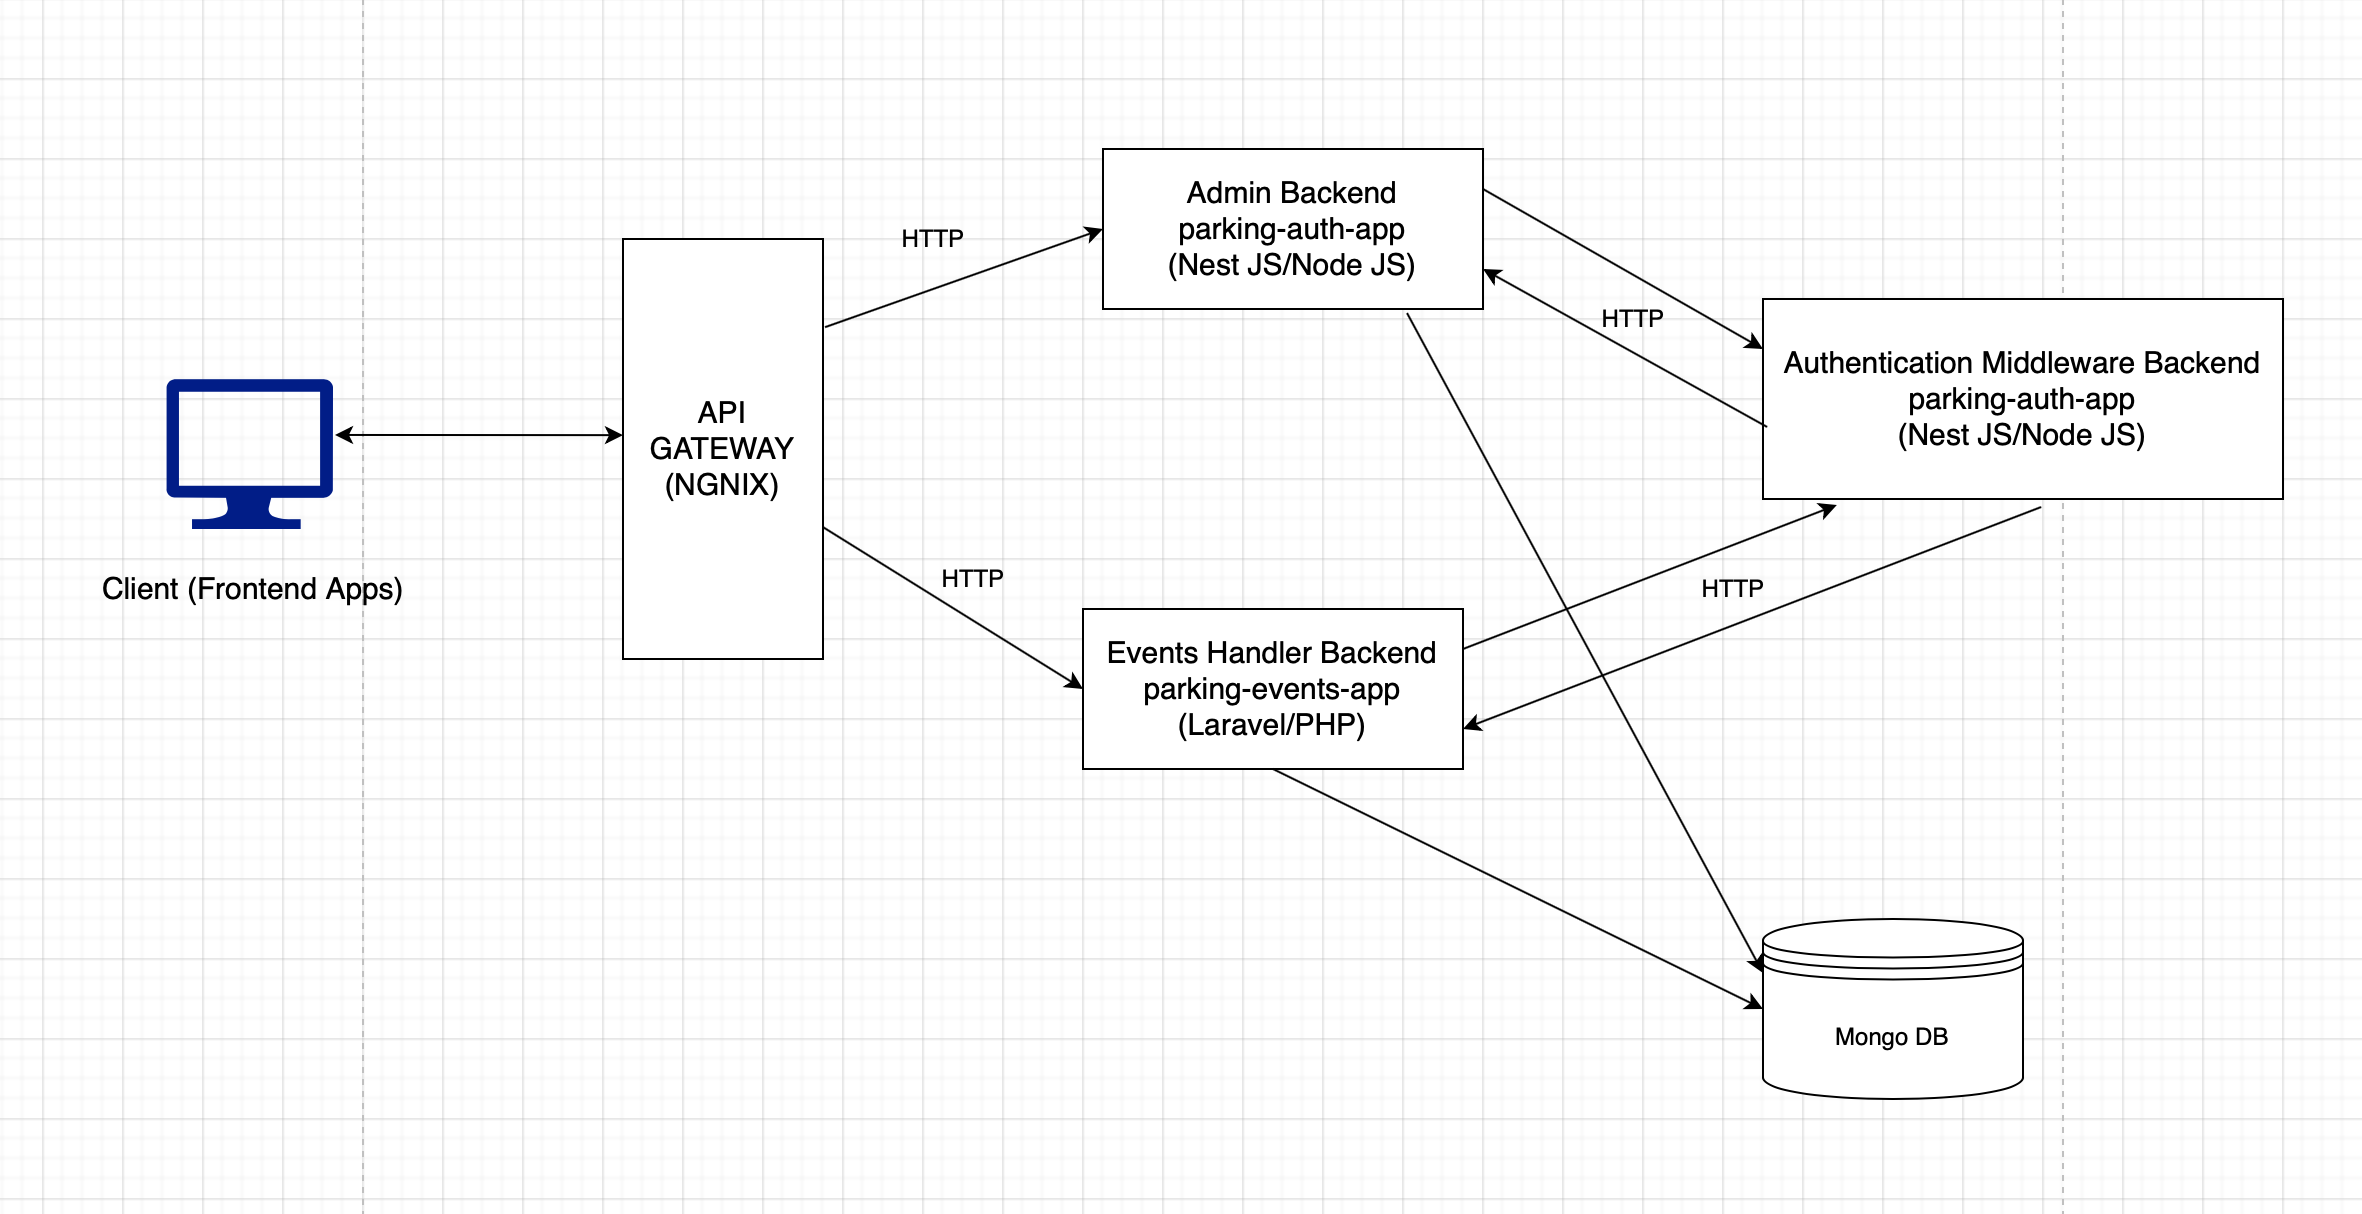 Admin Backend
parking-auth-app
(Nest JS/Node JS)
HTTP
HTTP
Authentication Middleware Backend
parking-auth-app
(Nest JS/Node JS)
API
GATEWAY
(NGNIX)
Client (Frontend Apps)
HTTP
HTTP
Events Handler Backend
parking-events-app
(Laravel/PHP)
Mongo DB